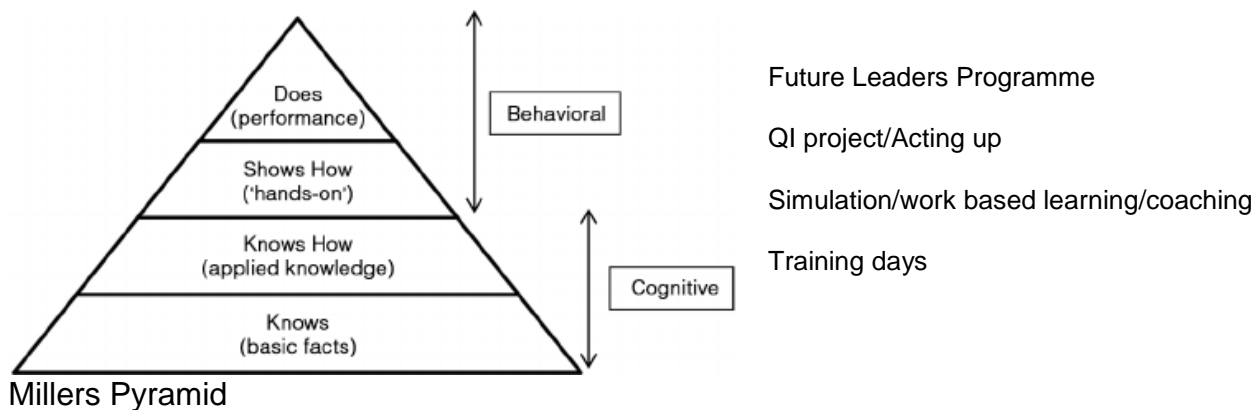 Does
(performance)
Shows How
('hands-on')
Knows How
(applied knowledge)
Knows
(basic facts)
Behavioral
Cognitive
Future Leaders Programme
QI project/Acting up
Simulation/work based learning/coaching
Training days
Millers Pyramid